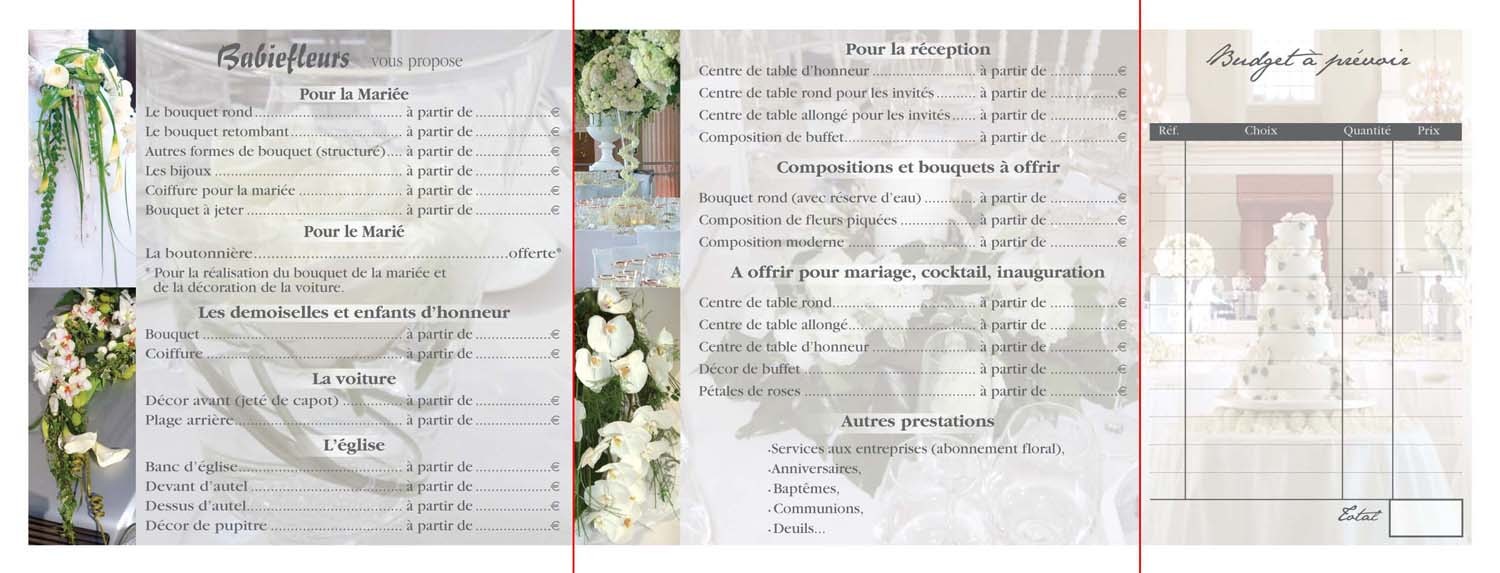 Babiefleurs vous propose
Pour la Mariée
Le bouquet rond.................................. à partir de ..................€
Le bouquet retombant......................... à partir de ..................€
Autres formes de bouquet (structuré).... à partir de ..................€
Les bijoux .......................................... à partir de ..................€
Coiffure pour la mariée ....................... à partir de ..................€
Bouquet à jeter ................................... à partir de ..................€
Pour le Marié
La boutonnière.........................................................offerte*
* Pour la réalisation du bouquet de la mariée et
de la décoration de la voiture.
Les demoiselles et enfants d’honneur
Bouquet ............................................. à partir de ..................€
Coiffure ............................................ à partir de ..................€
La voiture
Décor avant (jeté de capot) .............. à partir de ..................€
Plage arrière...................................... à partir de ..................€
L’église
Banc d’église..................................... à partir de ..................€
Devant d’autel .................................. à partir de ..................€
Dessus d’autel................................... à partir de ..................€
Décor de pupitre .............................. à partir de ..................€
Pour la réception
Centre de table d’honneur ....................... à partir de ................€
Centre de table rond pour les invités......... à partir de ................€
Centre de table allongé pour les invités..... à partir de ................€
Composition de buffet............................. à partir de ................€
Compositions et bouquets à offrir
Bouquet rond (avec réserve d’eau) ........... à partir de ................€
Composition de fleurs piquées ................. à partir de ................€
Composition moderne ............................ à partir de ................€
A offrir pour mariage, cocktail, inauguration
Centre de table rond................................ à partir de ................€
Centre de table allongé............................ à partir de ................€
Centre de table d’honneur ....................... à partir de ................€
Décor de buffet ...................................... à partir de ................€
Pétales de roses ...................................... à partir de ................€
Autres prestations
•Services aux entreprises (abonnement floral),
•Anniversaires,
• Baptêmes,
• Communions,
• Deuils...
Budget à prévoir
Réf. Choix Quantité Prix
Total